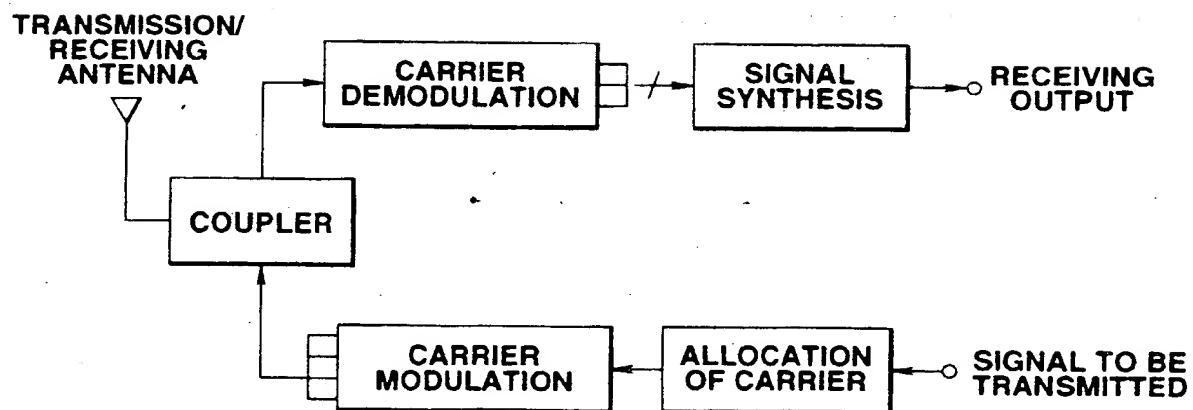 TRANSMISSION/
RECEIVING
ANTENNA
CARRIER
DEMODULATION
SIGNAL
SYNTHESIS
RECEIVING
OUTPUT
COUPLER
CARRIER
MODULATION
ALLOCATION
OF CARRIER
SIGNAL TO BE
TRANSMITTED